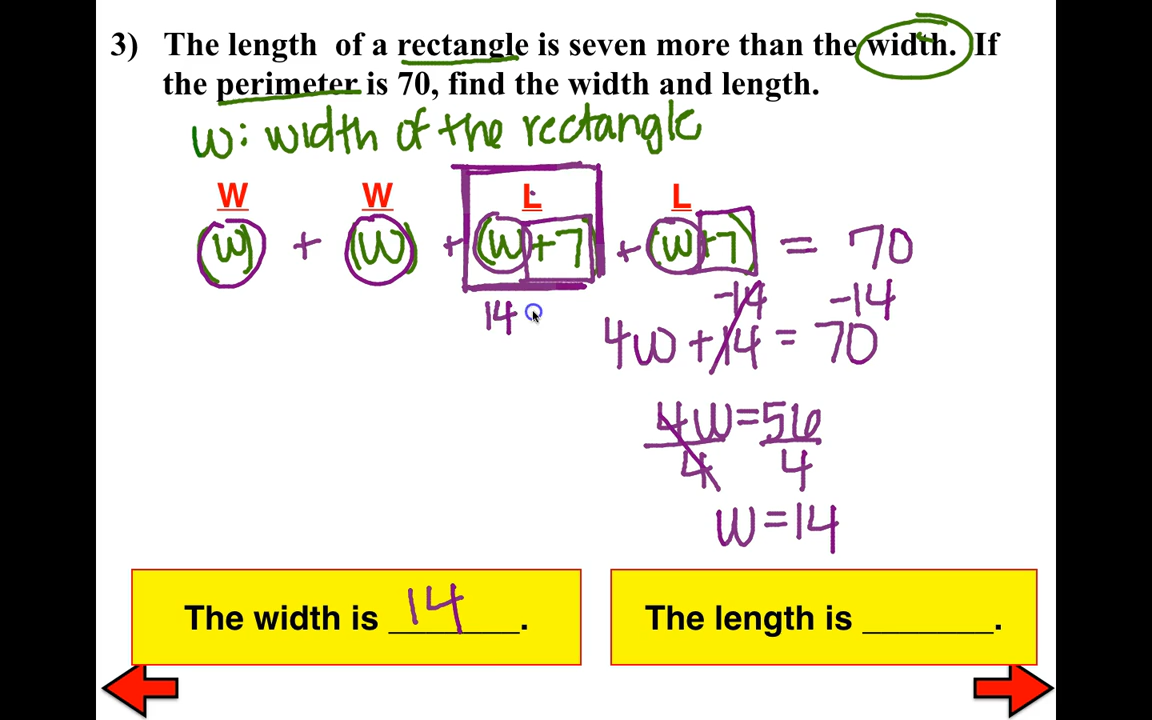 3) The length of a rectangle is seven more than the width. If
the perimeter is 70, find the width and length.
w: width of the rectangle
W W L L
(w) + (w) + (w+7) + (w+7) = 70
-14 -14
14
4w +14 = 70
4w = 56
4 4
w = 14
The width is 14.
The length is _______.